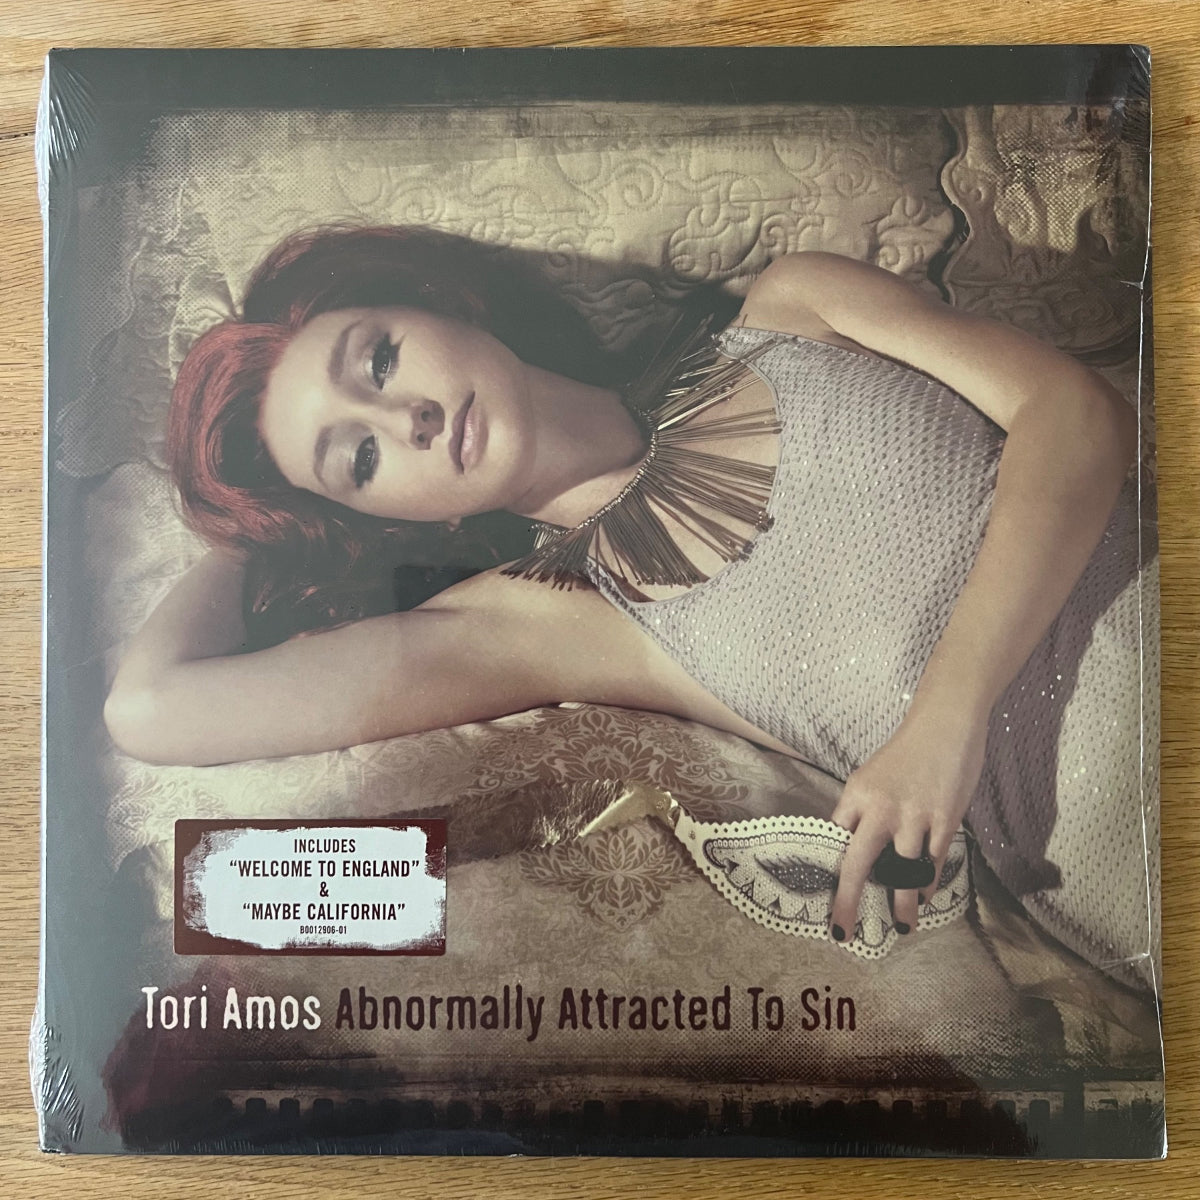 INCLUDES
“WELCOME TO ENGLAND”
&
“MAYBE CALIFORNIA”
B0012906-01
Tori Amos Abnormally Attracted To Sin